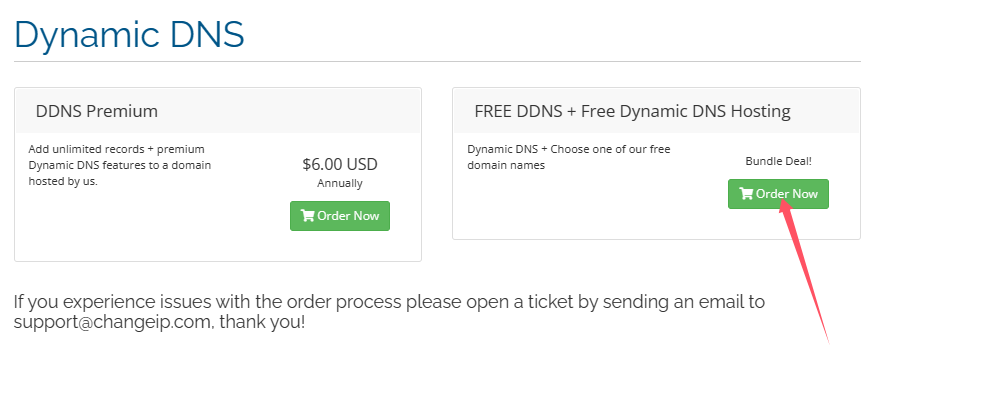 Dynamic DNS
DDNS Premium
Add unlimited records + premium
Dynamic DNS features to a domain
hosted by us.
$6.00 USD
Annually
Order Now
FREE DDNS + Free Dynamic DNS Hosting
Dynamic DNS + Choose one of our free
domain names
Bundle Deal!
Order Now
If you experience issues with the order process please open a ticket by sending an email to
support@changeip.com, thank you!